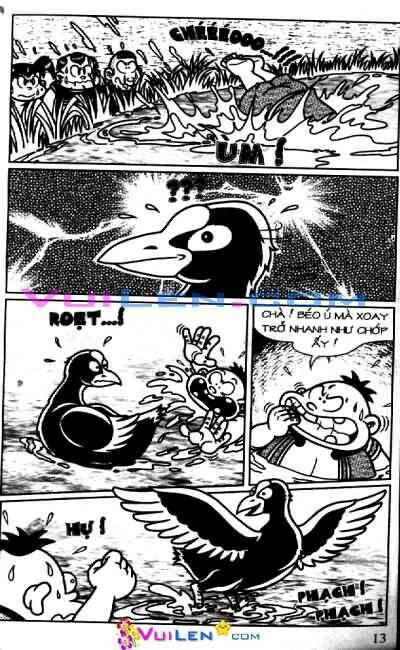 CHÉÉÉOOO...!!!
ÙM !
???
VUILEN.COM
ROẸT...!
CHÀ ! BÉO Ú MÀ XOAY
TRỞ NHANH NHƯ CHỚP
ẤY !
HỰ !
PHẠCH !
PHẠCH !
VUILEN.COM
13